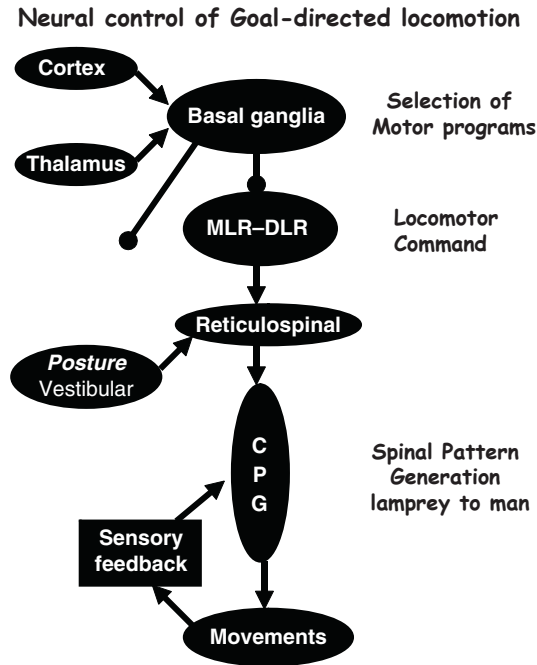 Neural control of Goal-directed locomotion
Cortex
Basal ganglia
Selection of
Motor programs
Thalamus
MLR–DLR
Locomotor
Command
Reticulospinal
Posture
Vestibular
C
P
G
Spinal Pattern
Generation
lamprey to man
Sensory
feedback
Movements